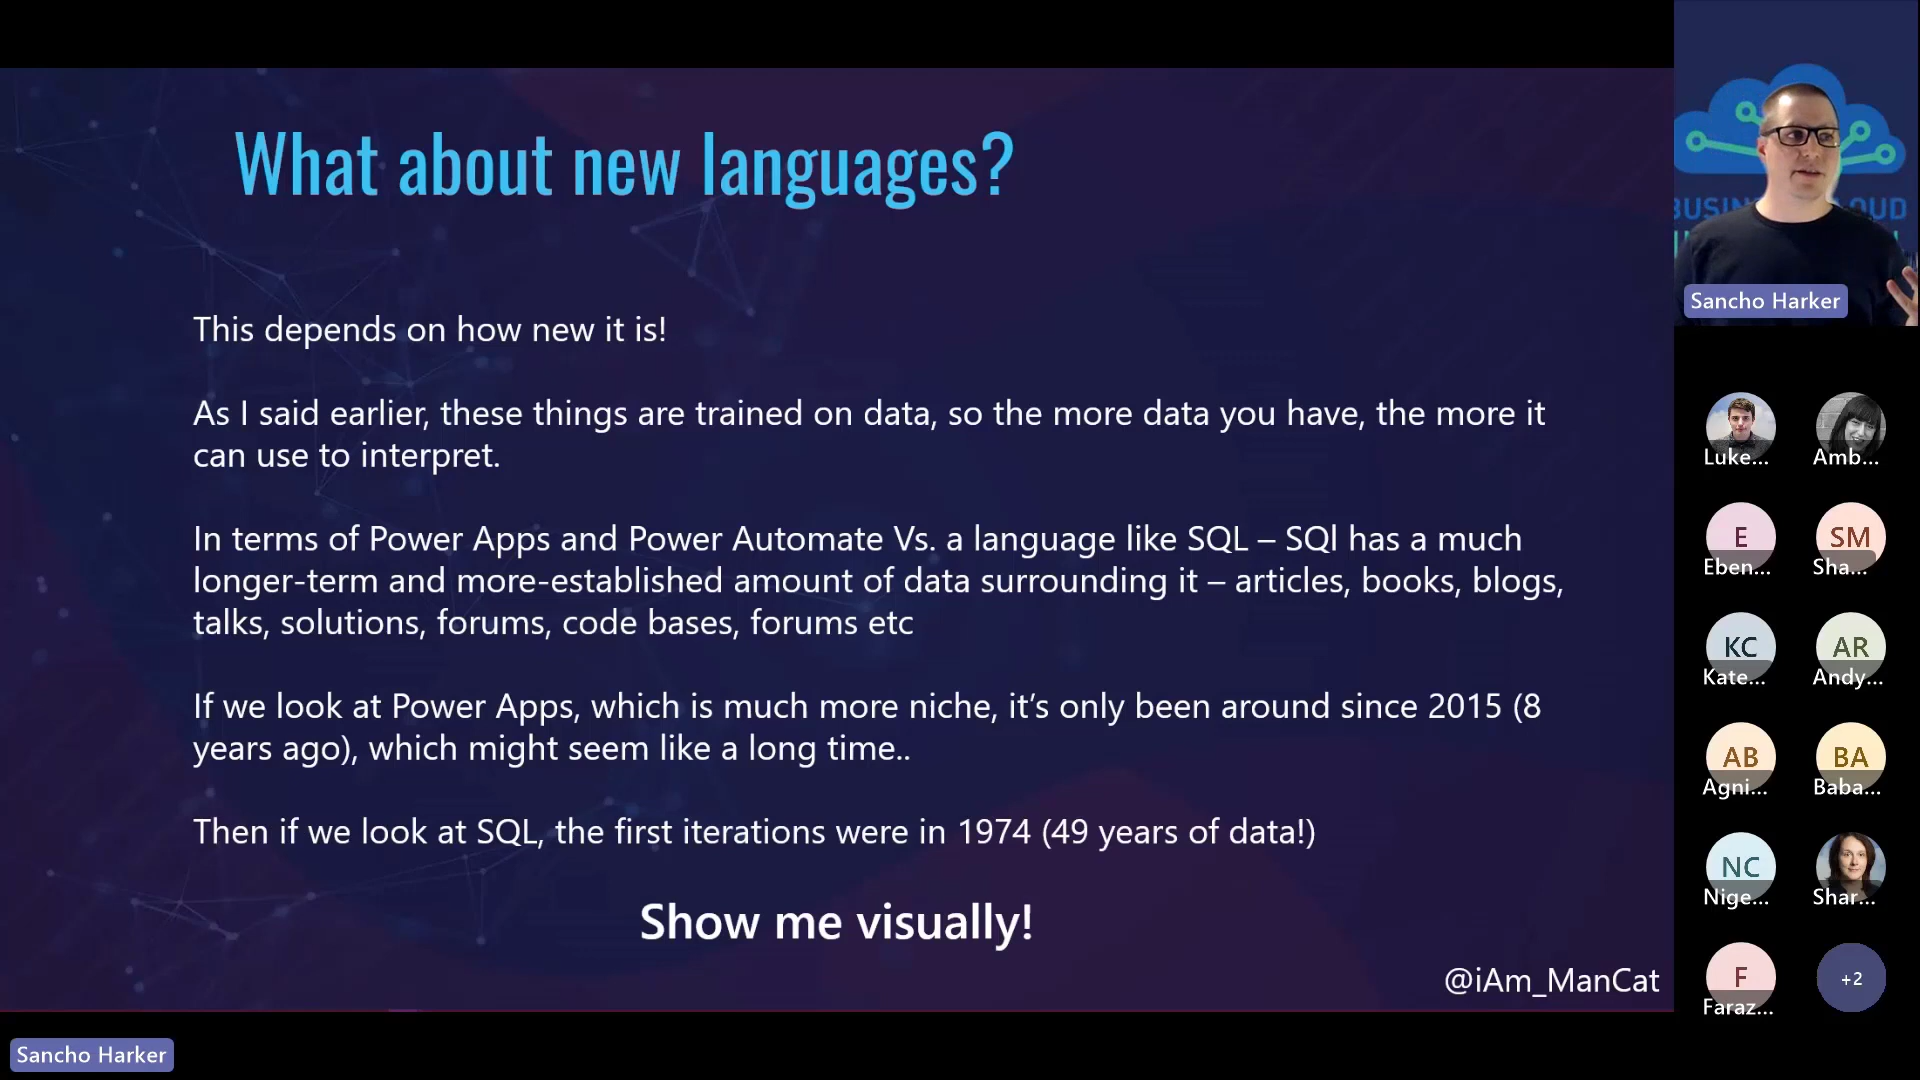 What about new languages?
This depends on how new it is!
As I said earlier, these things are trained on data, so the more data you have, the more it
can use to interpret.
In terms of Power Apps and Power Automate Vs. a language like SQL – SQl has a much
longer-term and more-established amount of data surrounding it – articles, books, blogs,
talks, solutions, forums, code bases, forums etc
If we look at Power Apps, which is much more niche, it’s only been around since 2015 (8
years ago), which might seem like a long time..
Then if we look at SQL, the first iterations were in 1974 (49 years of data!)
Show me visually!
@iAm_ManCat
Sancho Harker
Sancho Harker
Luke...
Amb...
E
SM
Eben...
Sha...
KC
AR
Kate...
Andy...
AB
BA
Agni...
Baba...
NC
Nige...
Shar...
F
+2
Faraz...